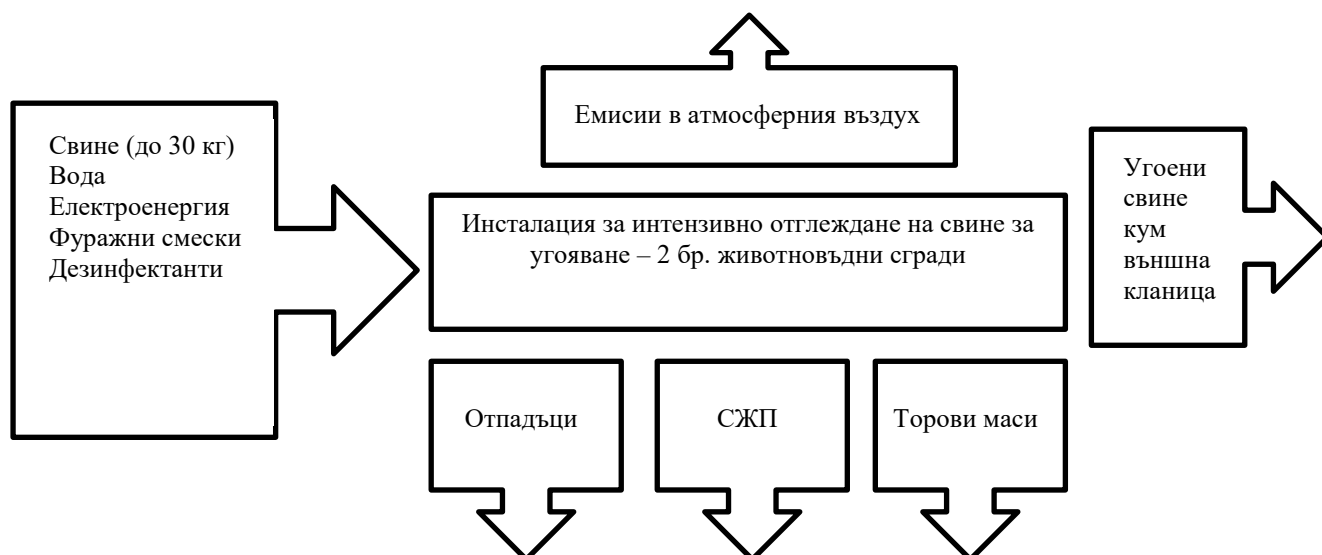 Емисии в атмосферния въздух
Свине (до 30 кг)
Вода
Електроенергия
Фуражни смески
Дезинфектанти
Инсталация за интензивно отглеждане на свине за
угояване – 2 бр. животновъдни сгради
Угоени
свине
кум
външна
кланица
Отпадъци
СЖП
Торови маси